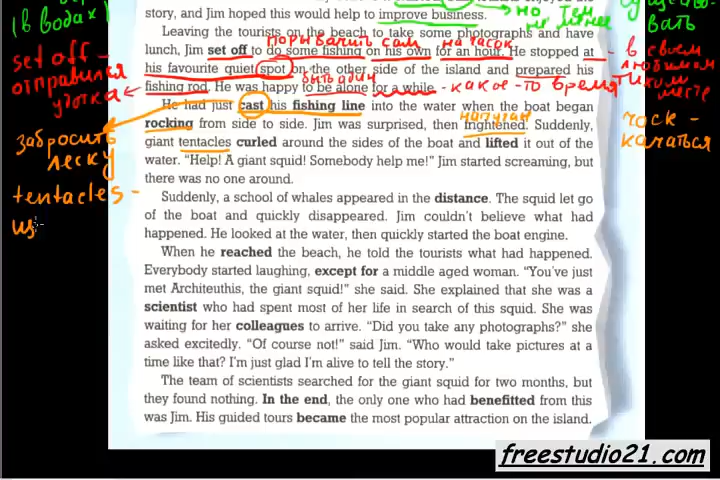 (в водах)
но тем
не менее
существо-
вать
story, and Jim hoped this would help to improve business.
Leaving the tourists on the beach to take some photographs and have
порыбачить сам на часок
lunch, Jim set off to do some fishing on his own for an hour. He stopped at
set off -
отправился
удочка
- в своем
любимом
тихом
месте
his favourite quiet spot on the other side of the island and prepared his
быть один
fishing rod. He was happy to be alone for a while. - какое-то время
He had just cast his fishing line into the water when the boat began
забросить
леску
напуган
rocking from side to side. Jim was surprised, then frightened. Suddenly,
rock -
качаться
giant tentacles curled around the sides of the boat and lifted it out of the
water. “Help! A giant squid! Somebody help me!” Jim started screaming, but
there was no one around.
tentacles -
щ
Suddenly, a school of whales appeared in the distance. The squid let go
of the boat and quickly disappeared. Jim couldn’t believe what had
happened. He looked at the water, then quickly started the boat engine.
When he reached the beach, he told the tourists what had happened.
Everybody started laughing, except for a middle aged woman. “You’ve just
met Architeuthis, the giant squid!” she said. She explained that she was a
scientist who had spent most of her life in search of this squid. She was
waiting for her colleagues to arrive. “Did you take any photographs?” she
asked excitedly. “Of course not!” said Jim. “Who would take pictures at a
time like that? I’m just glad I’m alive to tell the story.”
The team of scientists searched for the giant squid for two months, but
they found nothing. In the end, the only one who had benefitted from this
was Jim. His guided tours became the most popular attraction on the island.
freestudio21.com